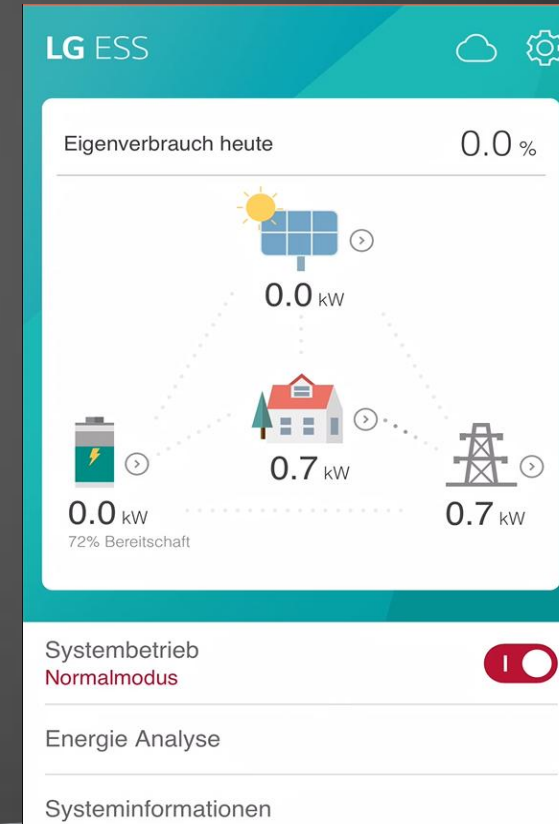 LG ESS
Eigenverbrauch heute 0.0 %
0.0 kW
0.7 kW
0.0 kW
72% Bereitschaft
0.7 kW
Systembetrieb
Normalmodus
Energie Analyse
Systeminformationen